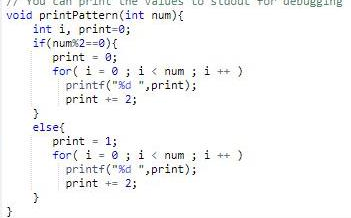 // You can print the values to stdout for debugging
void printPattern(int num){
    int i, print=0;
    if(num%2==0){
        print = 0;
        for( i = 0 ; i < num ; i ++ )
          printf("%d ",print);
          print += 2;
    }
    else{
        print = 1;
        for( i = 0 ; i < num ; i ++ )
          printf("%d ",print);
          print += 2;
    }
}